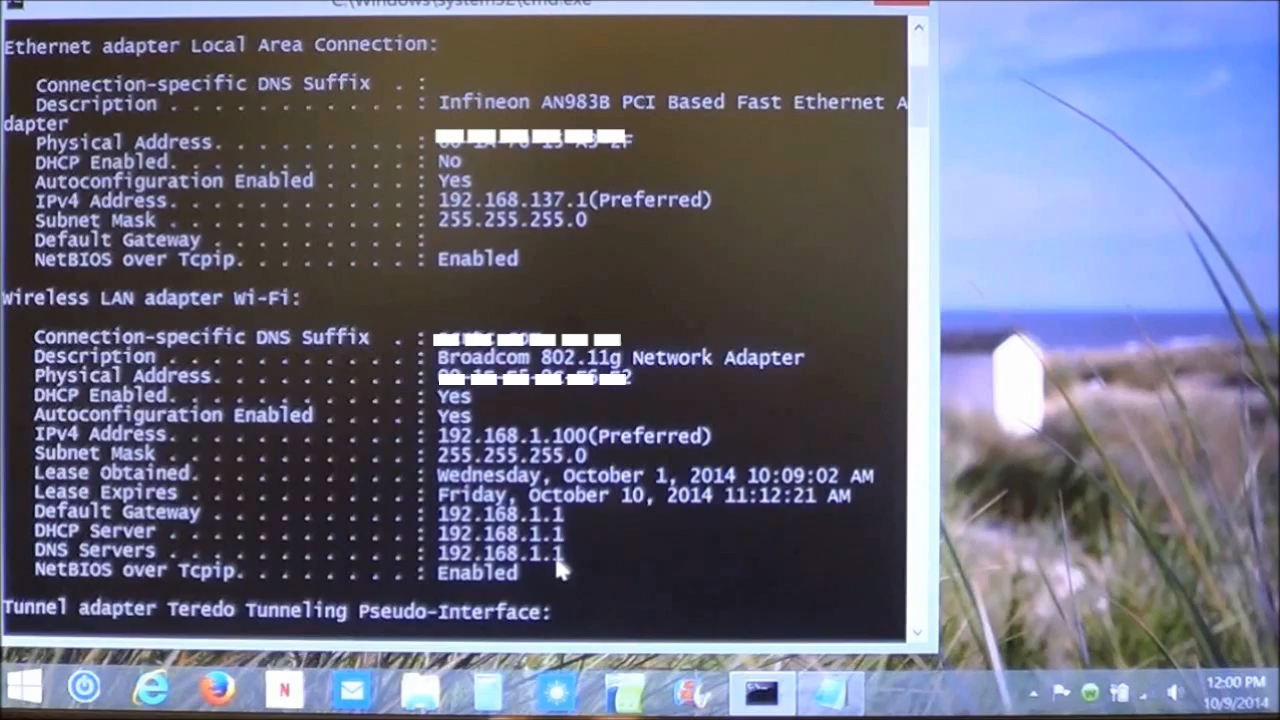 C:\Windows\system32\cmd.exe
Ethernet adapter Local Area Connection:
Connection-specific DNS Suffix . :
Description . . . . . . . . . . . : Infineon AN983B PCI Based Fast Ethernet A
dapter
Physical Address. . . . . . . . . :
DHCP Enabled. . . . . . . . . . . : No
Autoconfiguration Enabled . . . . : Yes
IPv4 Address. . . . . . . . . . . : 192.168.137.1(Preferred)
Subnet Mask . . . . . . . . . . . : 255.255.255.0
Default Gateway . . . . . . . . . :
NetBIOS over Tcpip. . . . . . . . : Enabled
Wireless LAN adapter Wi-Fi:
Connection-specific DNS Suffix . :
Description . . . . . . . . . . . : Broadcom 802.11g Network Adapter
Physical Address. . . . . . . . . :
DHCP Enabled. . . . . . . . . . . : Yes
Autoconfiguration Enabled . . . . : Yes
IPv4 Address. . . . . . . . . . . : 192.168.1.100(Preferred)
Subnet Mask . . . . . . . . . . . : 255.255.255.0
Lease Obtained. . . . . . . . . . : Wednesday, October 1, 2014 10:09:02 AM
Lease Expires . . . . . . . . . . : Friday, October 10, 2014 11:12:21 AM
Default Gateway . . . . . . . . . : 192.168.1.1
DHCP Server . . . . . . . . . . . : 192.168.1.1
DNS Servers . . . . . . . . . . . : 192.168.1.1
NetBIOS over Tcpip. . . . . . . . : Enabled
Tunnel adapter Teredo Tunneling Pseudo-Interface:
N
12:00 PM
10/9/2014